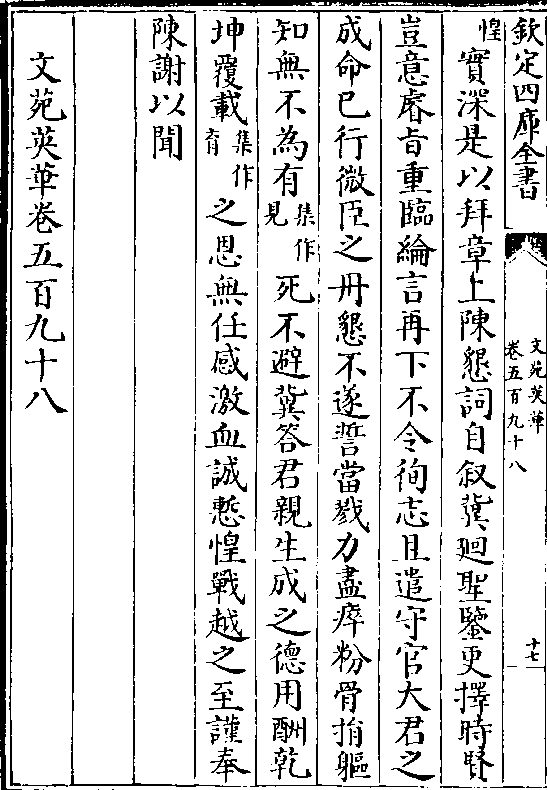 欽定四庫全書
文苑英華
卷五百九十八
十七
惶實深是以拜章上陳懇詞自叙冀廻聖鑒更擇時賢
豈意睿旨重臨綸言再下不令徇志且遣守官大君之
成命已行微臣之丹懇不遂誓當戮力盡瘁粉骨捐軀
知無不為有集作見死不避冀答君親生成之德用酬乾
坤覆載集作育之恩無任感激血誠慙惶戰越之至謹奉
陳謝以聞
文苑英華卷五百九十八